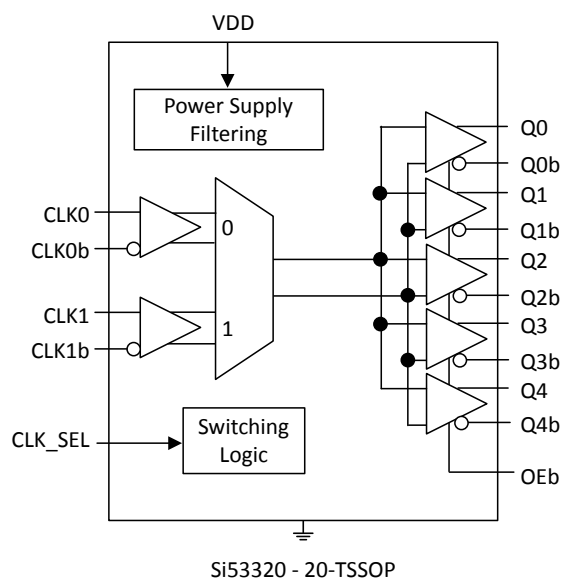 VDD
Power Supply
Filtering
CLK0
CLK0b
0
CLK1
CLK1b
1
CLK_SEL
Switching
Logic
Q0
Q0b
Q1
Q1b
Q2
Q2b
Q3
Q3b
Q4
Q4b
OEb
Si53320 - 20-TSSOP